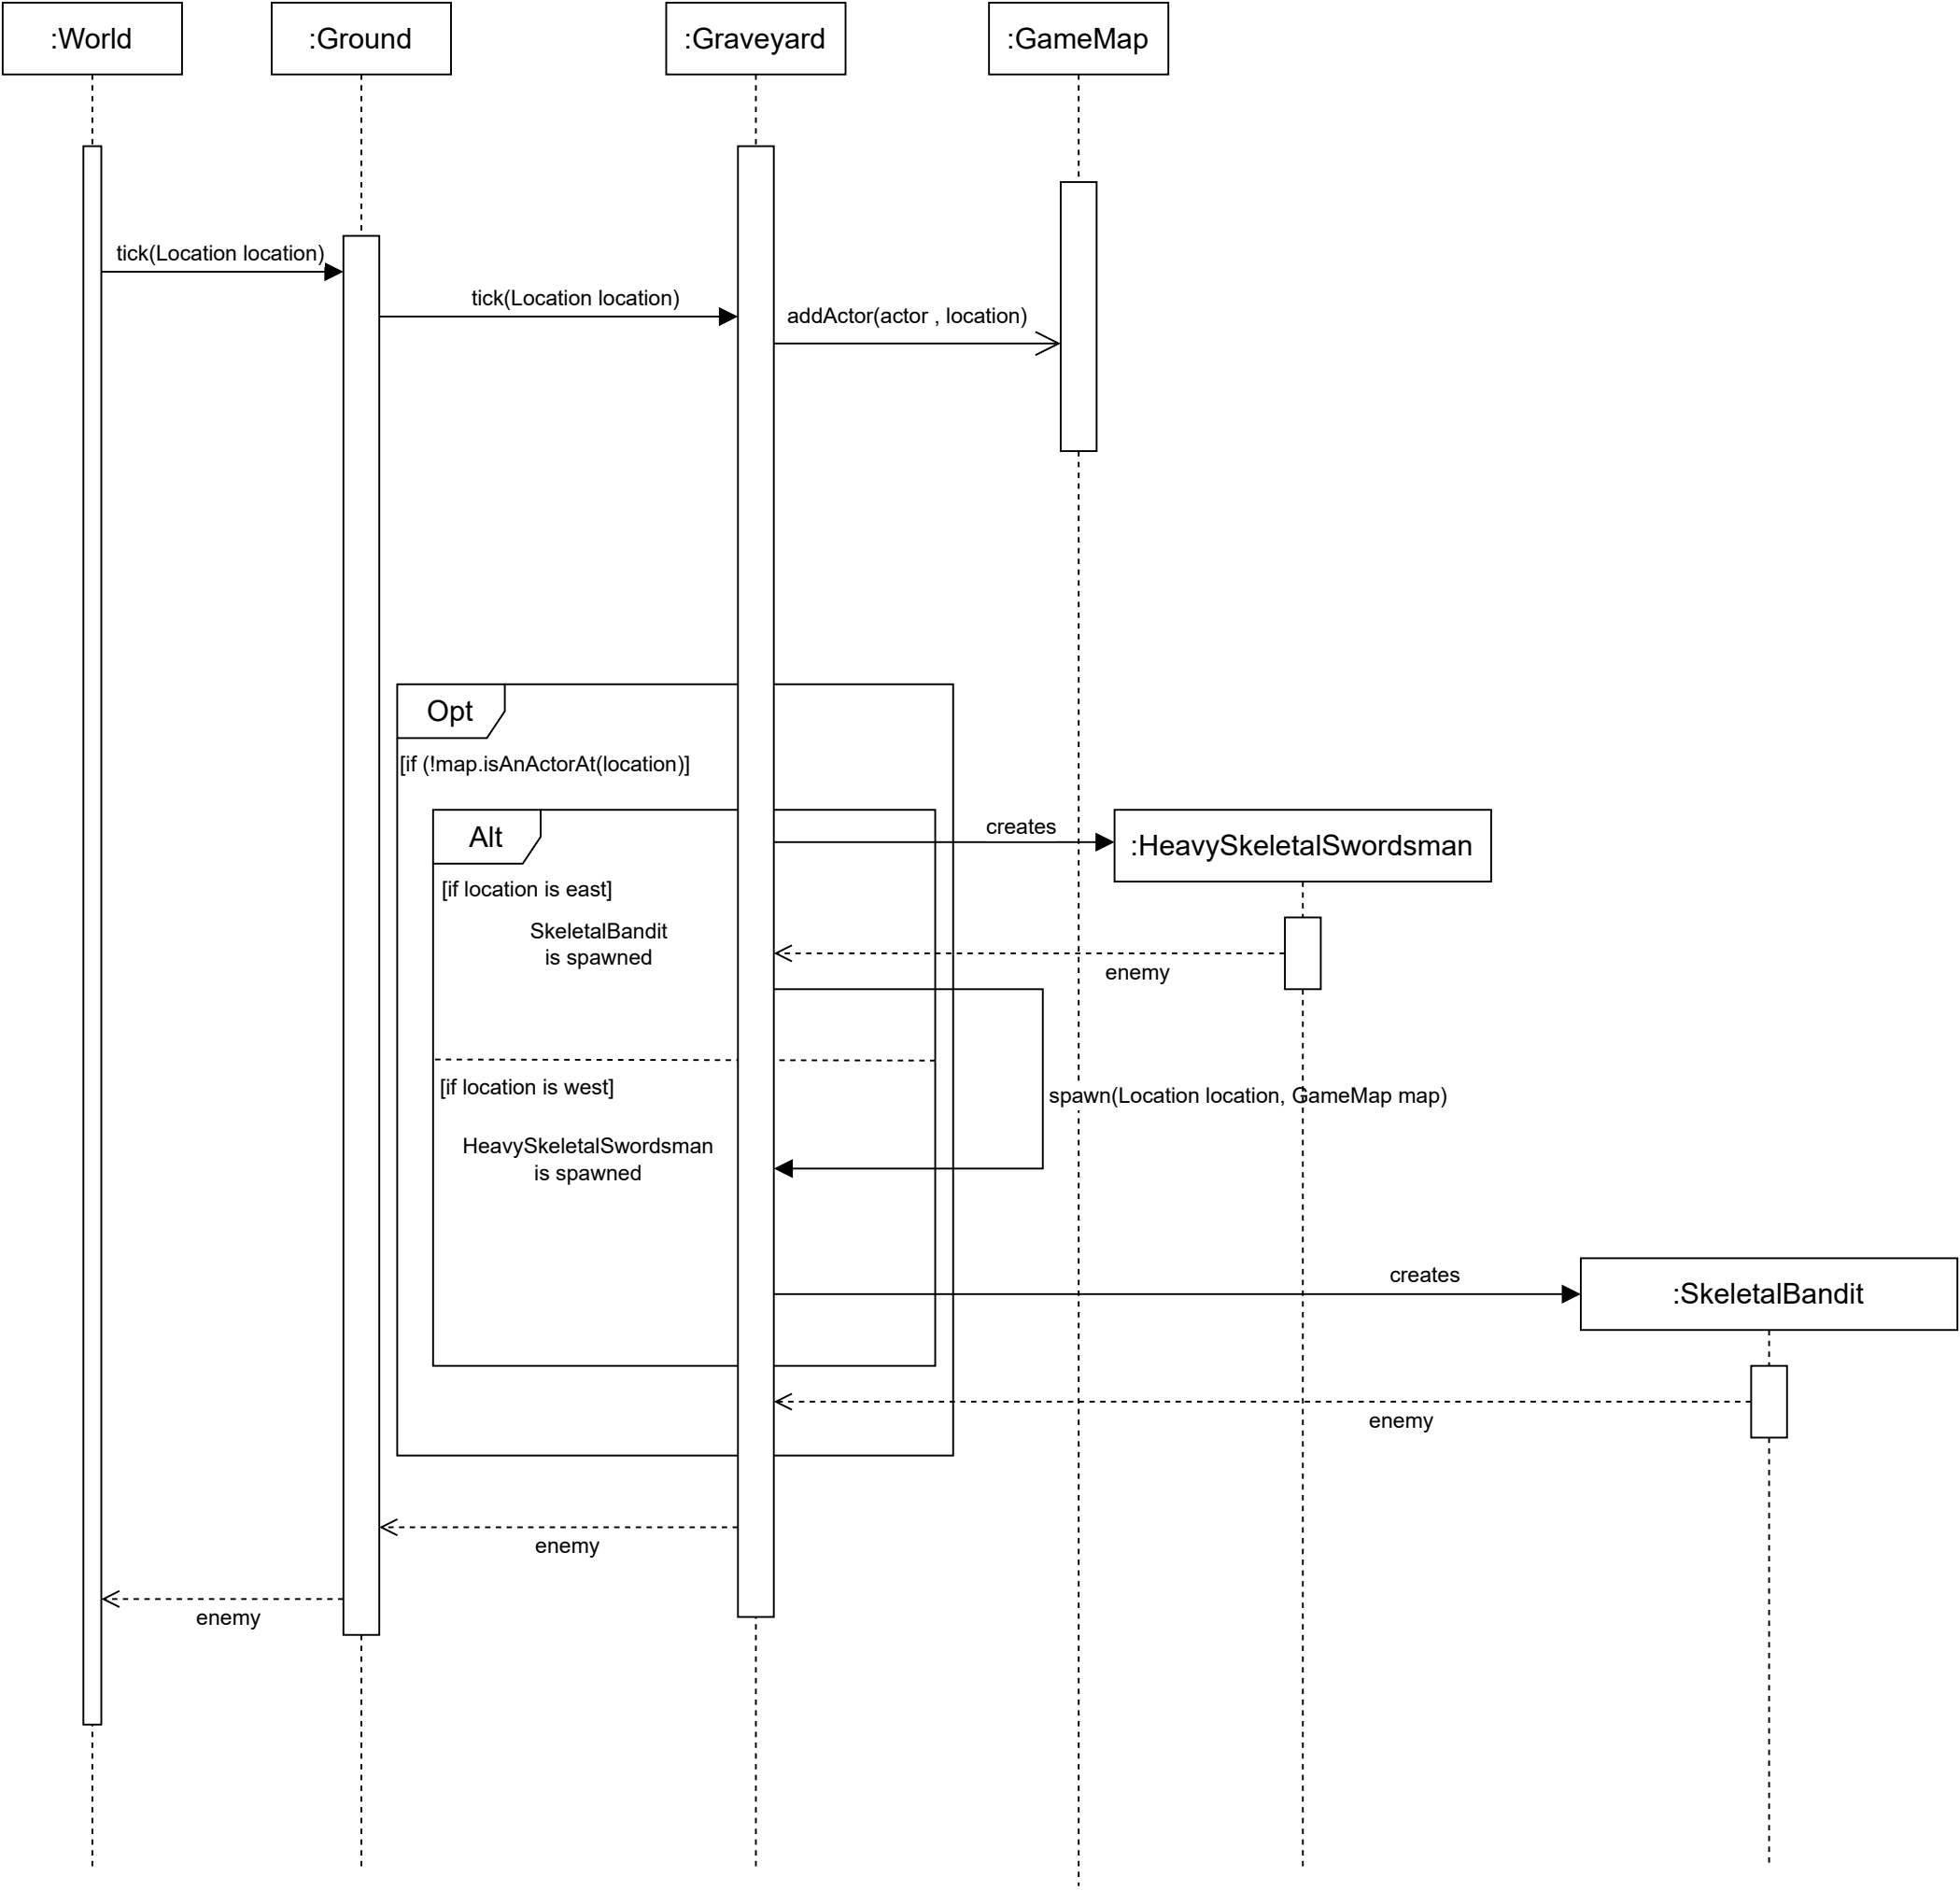 :World
:Ground
:Graveyard
:GameMap
tick(Location location)
tick(Location location)
addActor(actor , location)
Opt
[if (!map.isAnActorAt(location)]
Alt
creates
:HeavySkeletalSwordsman
[if location is east]
SkeletalBandit
is spawned
enemy
[if location is west]
spawn(Location location, GameMap map)
HeavySkeletalSwordsman
is spawned
creates
:SkeletalBandit
enemy
enemy
enemy